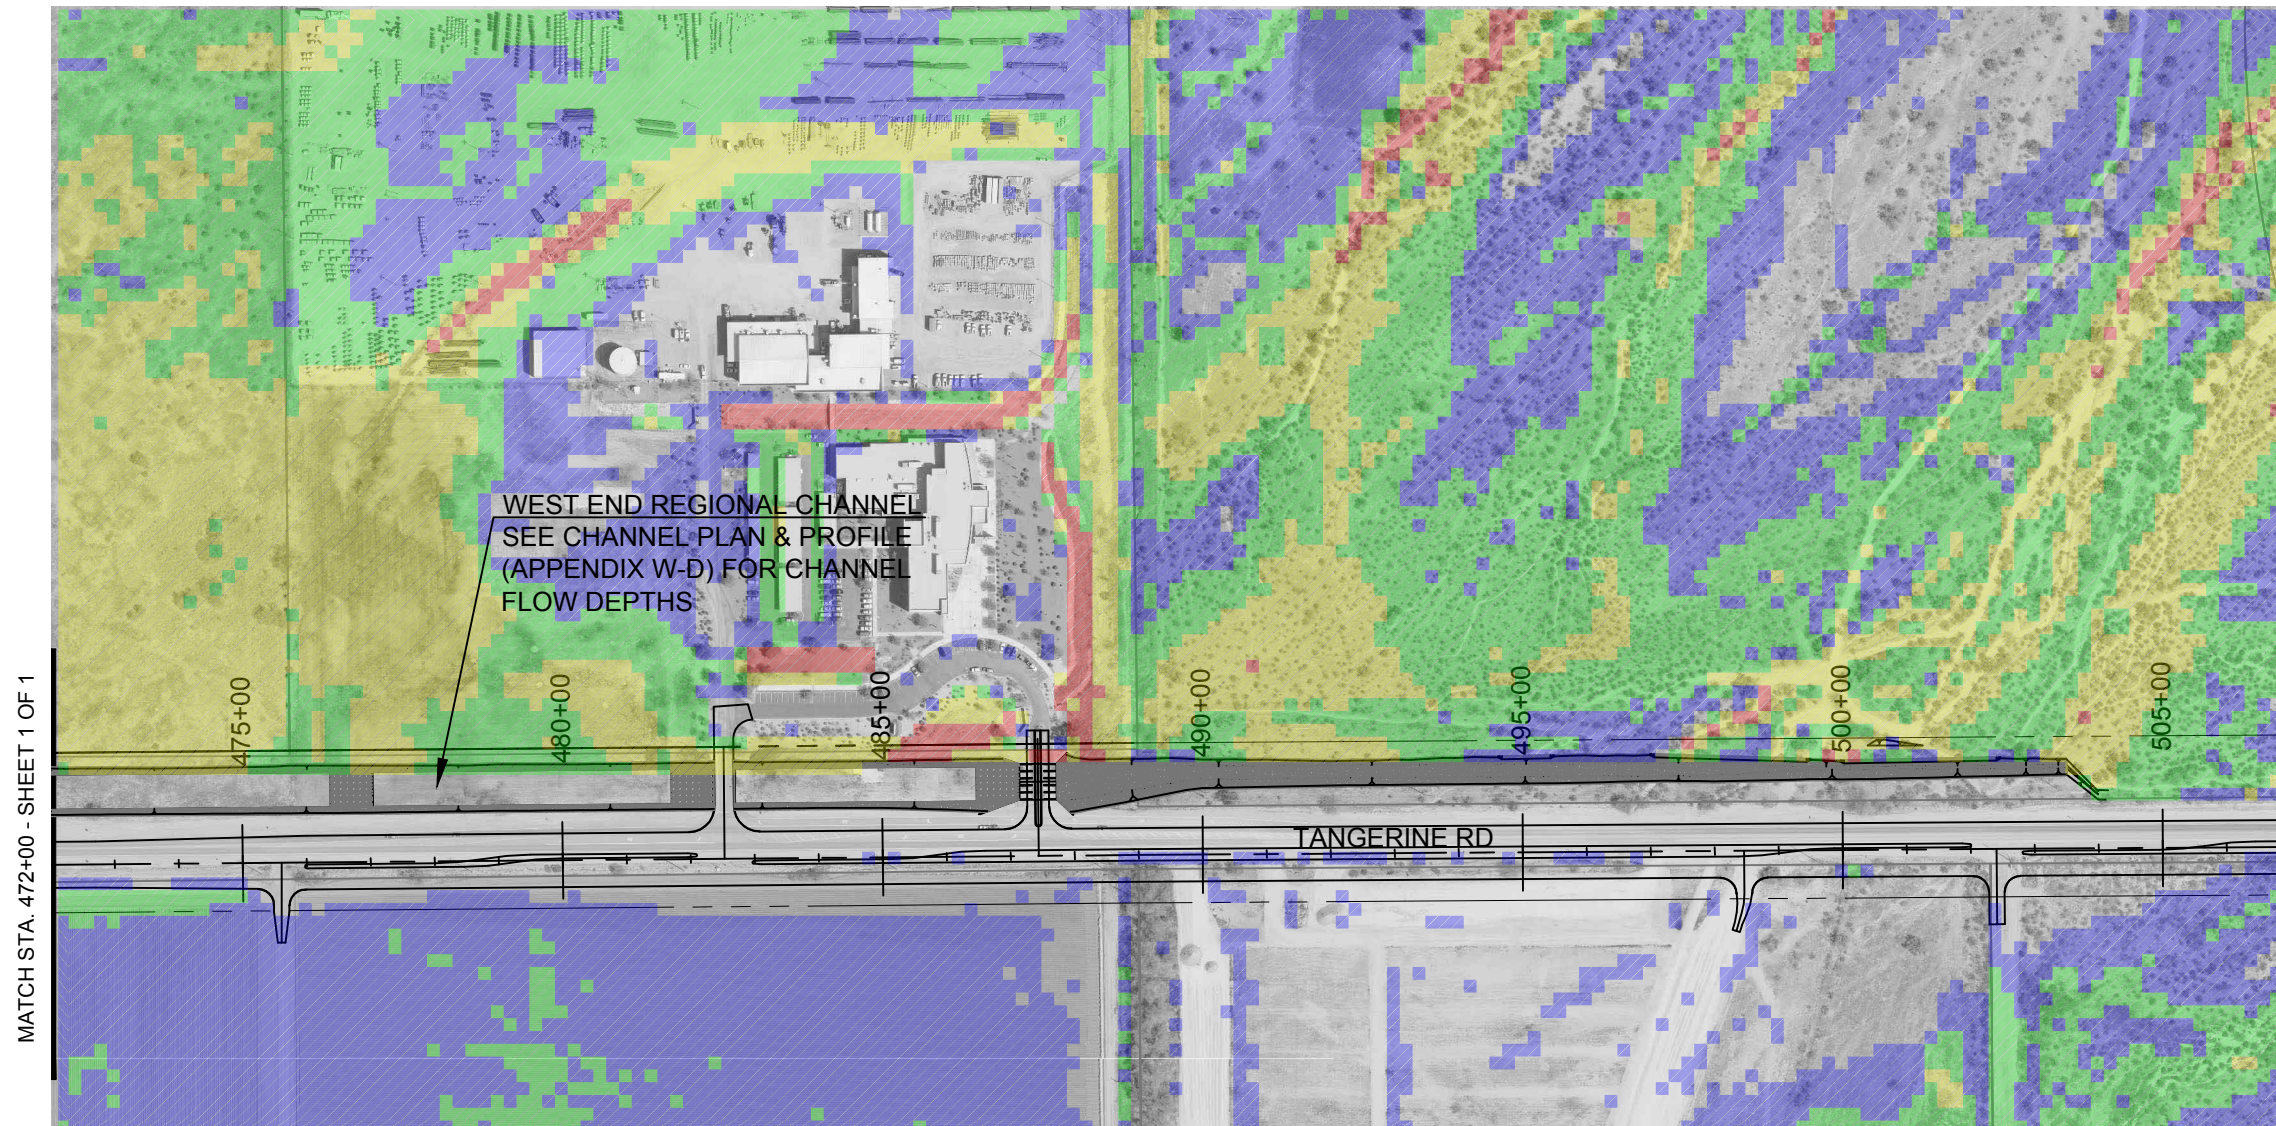 WEST END REGIONAL CHANNEL
SEE CHANNEL PLAN & PROFILE
(APPENDIX W-D) FOR CHANNEL
FLOW DEPTHS
475+00
480+00
485+00
490+00
495+00
500+00
505+00
TANGERINE RD
MATCH STA. 472+00 - SHEET 1 OF 1